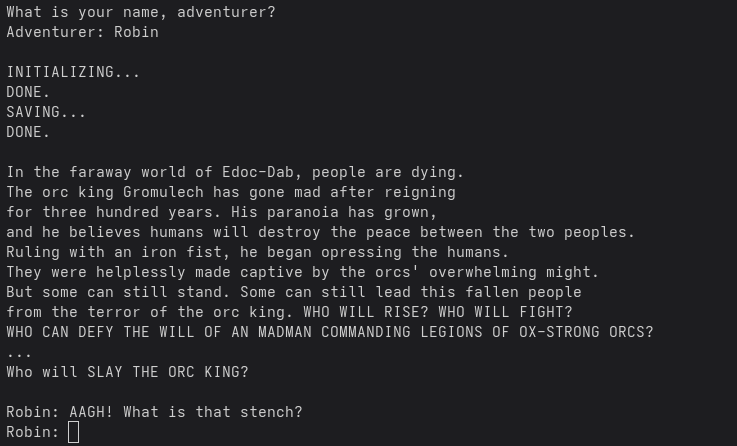 What is your name, adventurer?
Adventurer: Robin
INITIALIZING...
DONE.
SAVING...
DONE.
In the faraway world of Edoc-Dab, people are dying.
The orc king Gromulech has gone mad after reigning
for three hundred years. His paranoia has grown,
and he believes humans will destroy the peace between the two peoples.
Ruling with an iron fist, he began opressing the humans.
They were helplessly made captive by the orcs' overwhelming might.
But some can still stand. Some can still lead this fallen people
from the terror of the orc king. WHO WILL RISE? WHO WILL FIGHT?
WHO CAN DEFY THE WILL OF AN MADMAN COMMANDING LEGIONS OF OX-STRONG ORCS?
...
Who will SLAY THE ORC KING?
Robin: AAGH! What is that stench?
Robin: